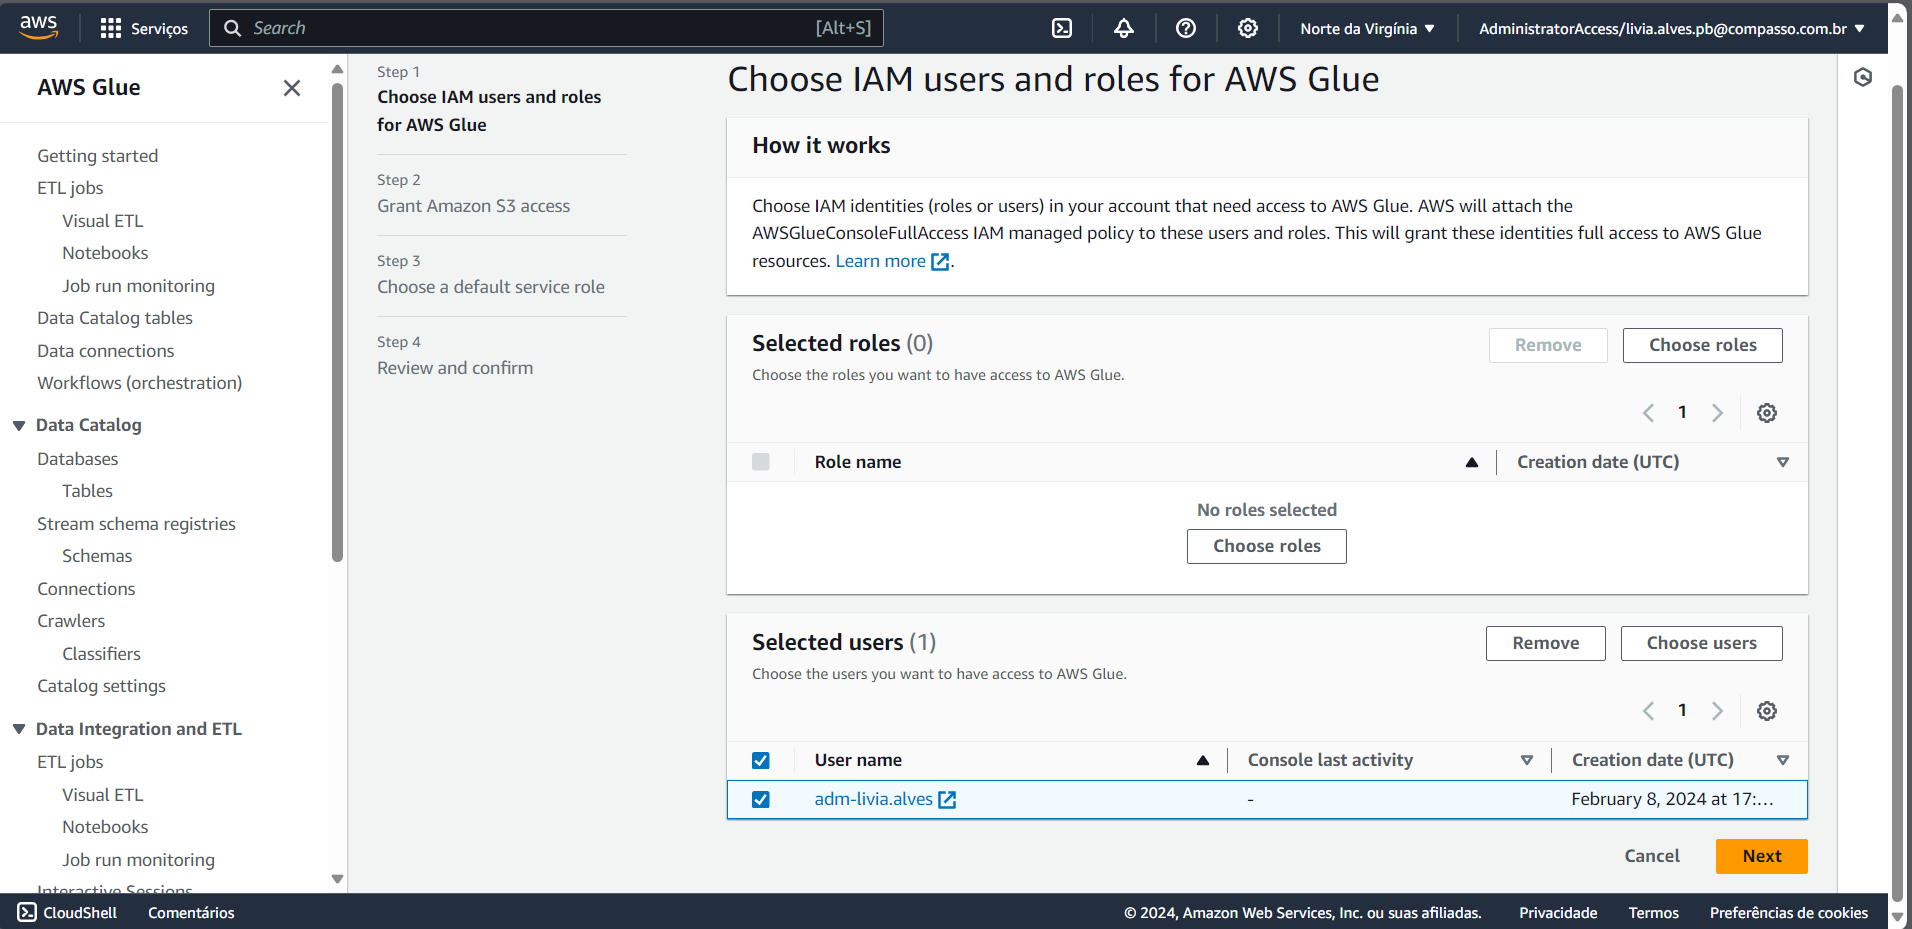 aws
Serviços
Search
[Alt+S]
Norte da Virgínia
AdministratorAccess/livia.alves.pb@compasso.com.br
AWS Glue
Getting started
ETL jobs
Visual ETL
Notebooks
Job run monitoring
Data Catalog tables
Data connections
Workflows (orchestration)
Data Catalog
Databases
Tables
Stream schema registries
Schemas
Connections
Crawlers
Classifiers
Catalog settings
Data Integration and ETL
ETL jobs
Visual ETL
Notebooks
Job run monitoring
Interactive Sessions
Step 1
Choose IAM users and roles
for AWS Glue
Step 2
Grant Amazon S3 access
Step 3
Choose a default service role
Step 4
Review and confirm
Choose IAM users and roles for AWS Glue
How it works
Choose IAM identities (roles or users) in your account that need access to AWS Glue. AWS will attach the
AWSGlueConsoleFullAccess IAM managed policy to these users and roles. This will grant these identities full access to AWS Glue
resources. Learn more.
Selected roles (0)
Remove
Choose roles
Choose the roles you want to have access to AWS Glue.
1
Role name
Creation date (UTC)
No roles selected
Choose roles
Selected users (1)
Remove
Choose users
Choose the users you want to have access to AWS Glue.
1
User name
Console last activity
Creation date (UTC)
adm-livia.alves
-
February 8, 2024 at 17:...
Cancel
Next
CloudShell
Comentários
© 2024, Amazon Web Services, Inc. ou suas afiliadas.
Privacidade
Termos
Preferências de cookies